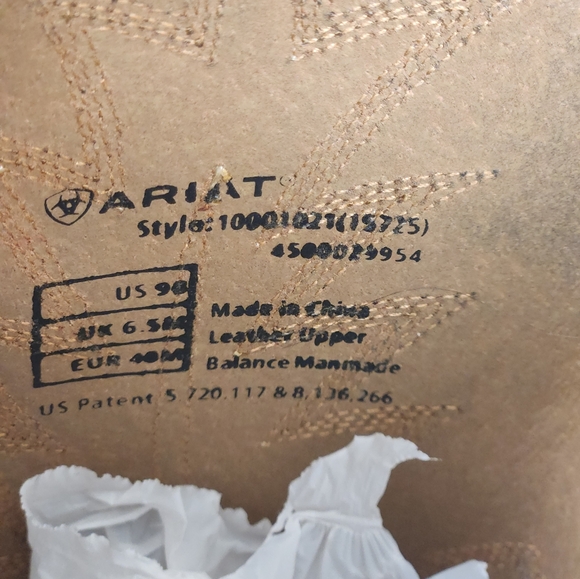 ARIAT
Style:10001021(15725)
4500029954
US 9B
UK 6.5M
EUR 40M
Made in China
Leather Upper
Balance Manmade
US Patent 5,720,117 & 8,136,266